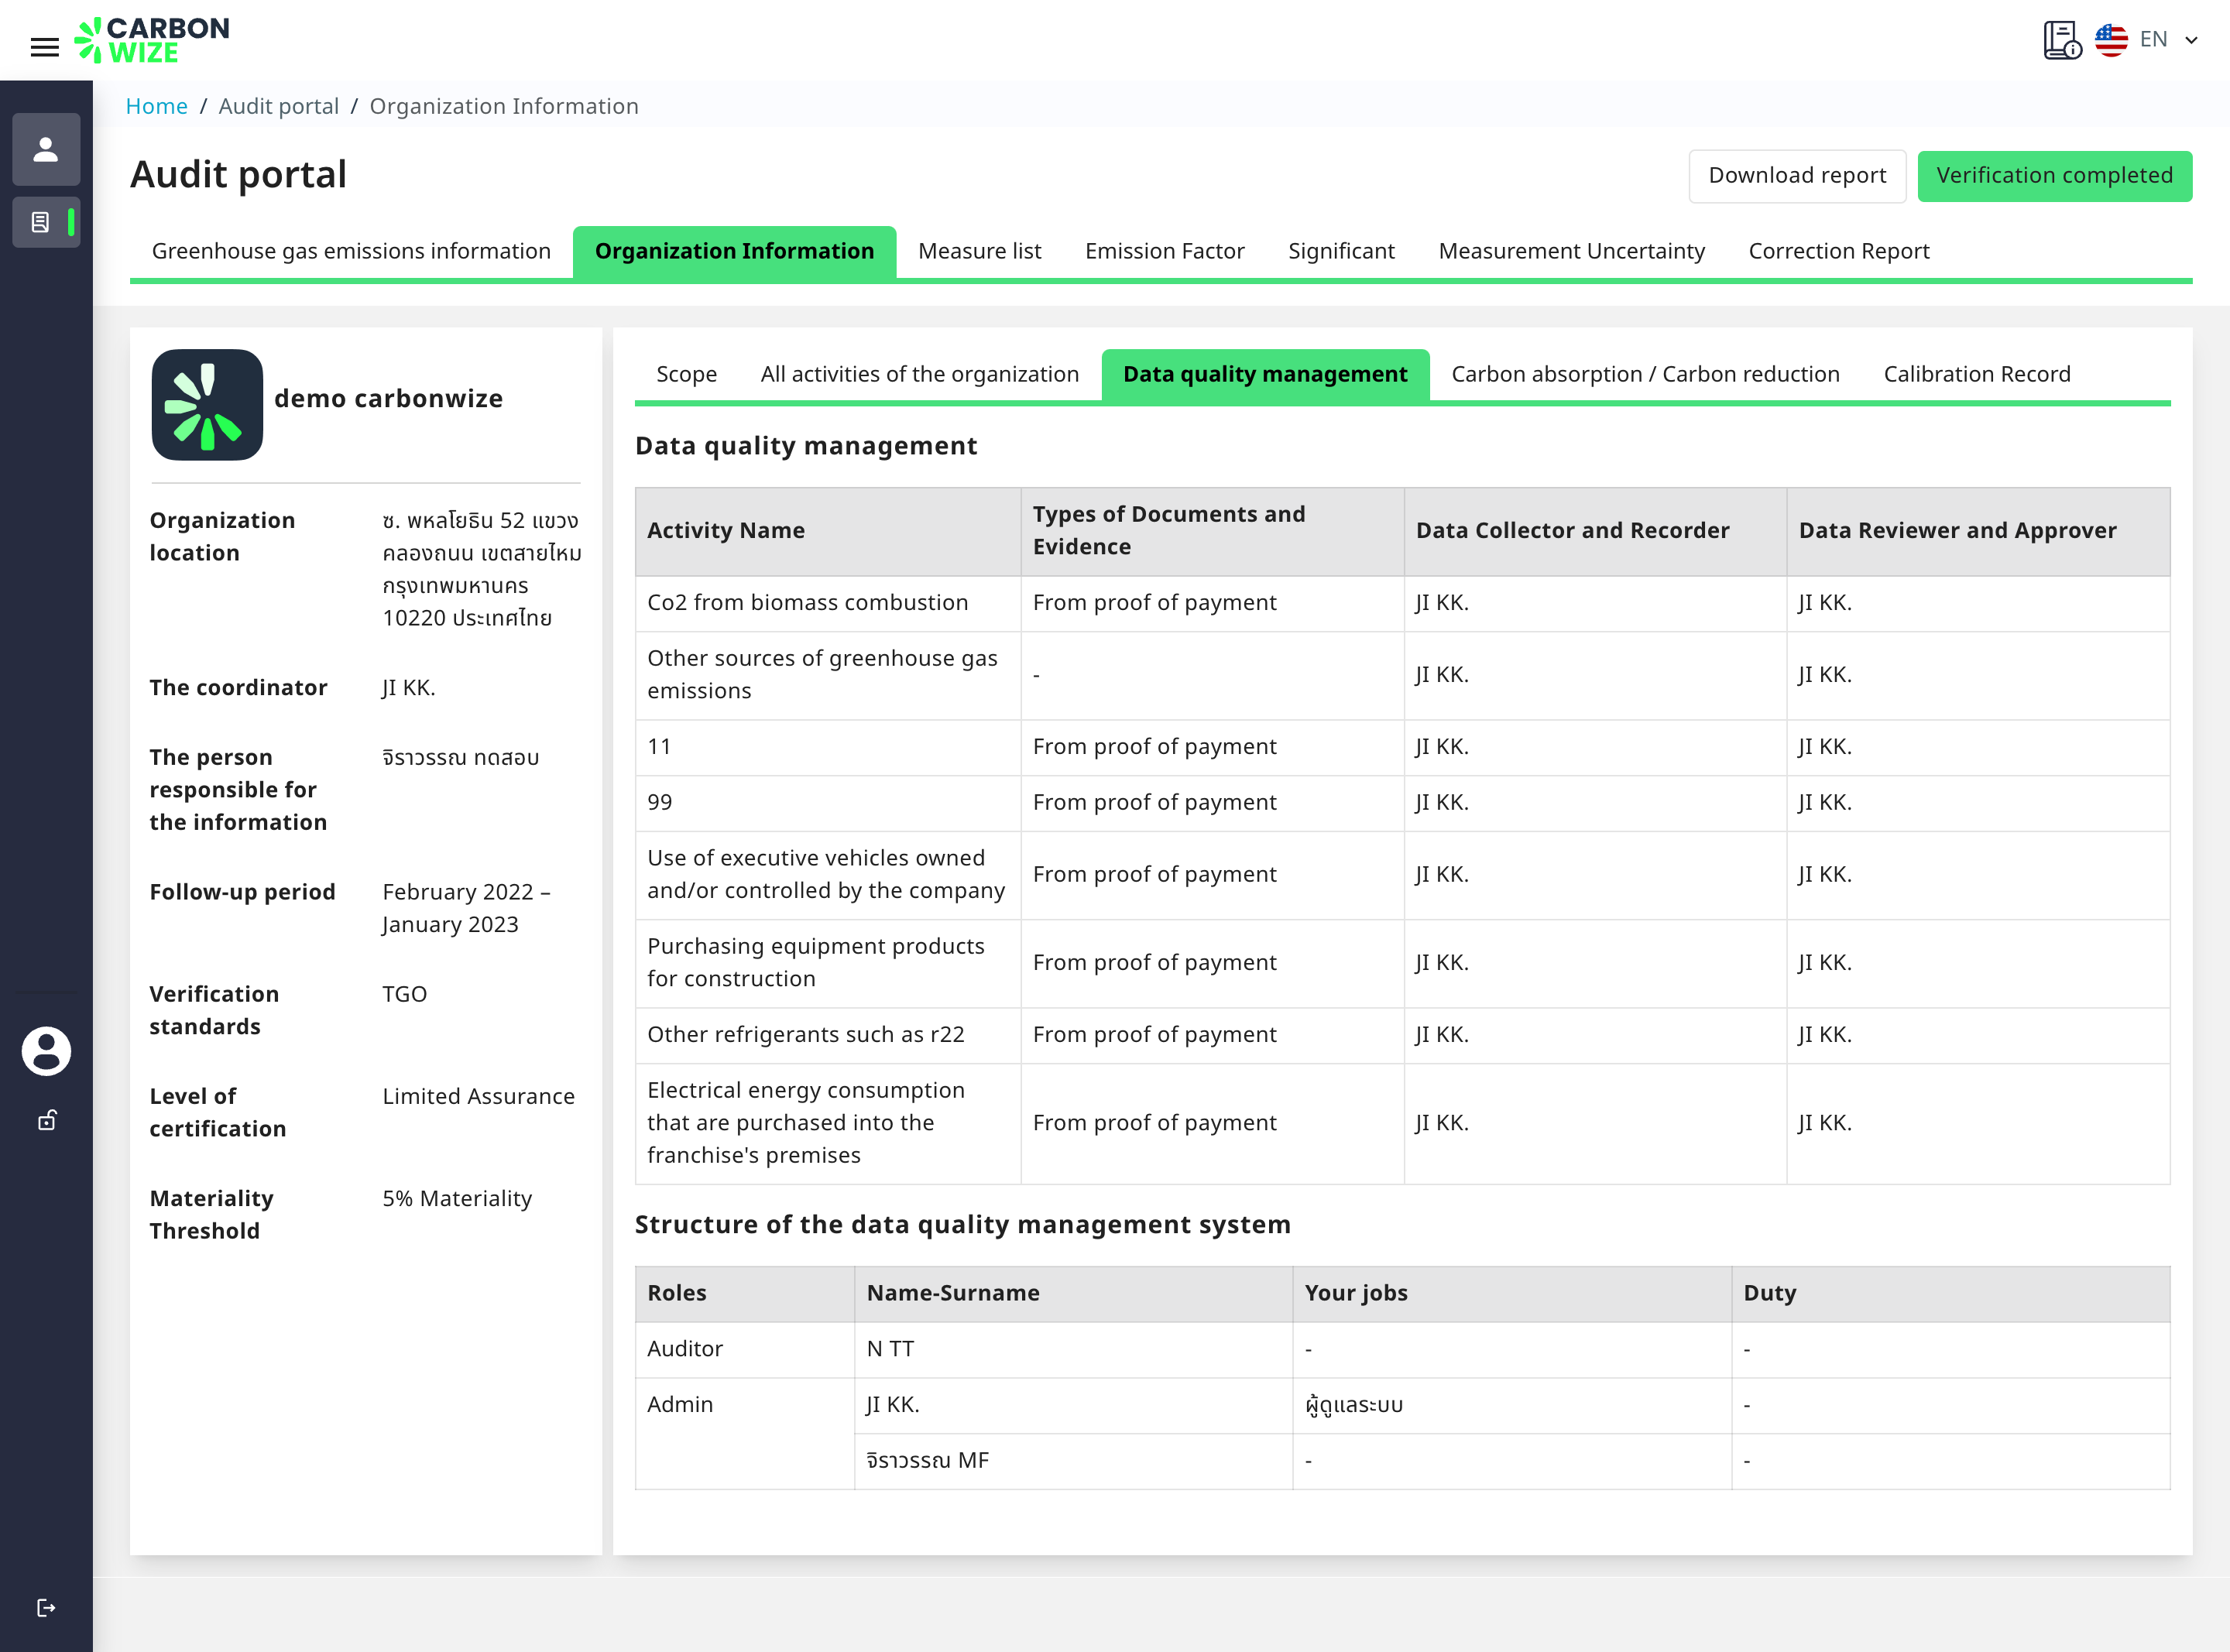 CARBON
WIZE
EN
Home / Audit portal / Organization Information
Audit portal
Download report
Verification completed
Greenhouse gas emissions information
Organization Information
Measure list
Emission Factor
Significant
Measurement Uncertainty
Correction Report
demo carbonwize
Organization
location
ซ. พหลโยธิน 52 แขวง
คลองถนน เขตสายไหม
กรุงเทพมหานคร
10220 ประเทศไทย
The coordinator
JI KK.
The person
responsible for
the information
จิราวรรณ ทดสอบ
Follow-up period
February 2022 –
January 2023
Verification
standards
TGO
Level of
certification
Limited Assurance
Materiality
Threshold
5% Materiality
Scope
All activities of the organization
Data quality management
Carbon absorption / Carbon reduction
Calibration Record
Data quality management
Activity Name
Types of Documents and
Evidence
Data Collector and Recorder
Data Reviewer and Approver
Co2 from biomass combustion
From proof of payment
JI KK.
JI KK.
Other sources of greenhouse gas
emissions
-
JI KK.
JI KK.
11
From proof of payment
JI KK.
JI KK.
99
From proof of payment
JI KK.
JI KK.
Use of executive vehicles owned
and/or controlled by the company
From proof of payment
JI KK.
JI KK.
Purchasing equipment products
for construction
From proof of payment
JI KK.
JI KK.
Other refrigerants such as r22
From proof of payment
JI KK.
JI KK.
Electrical energy consumption
that are purchased into the
franchise's premises
From proof of payment
JI KK.
JI KK.
Structure of the data quality management system
Roles
Name-Surname
Your jobs
Duty
Auditor
N TT
-
-
Admin
JI KK.
ผู้ดูแลระบบ
-
จิราวรรณ MF
-
-